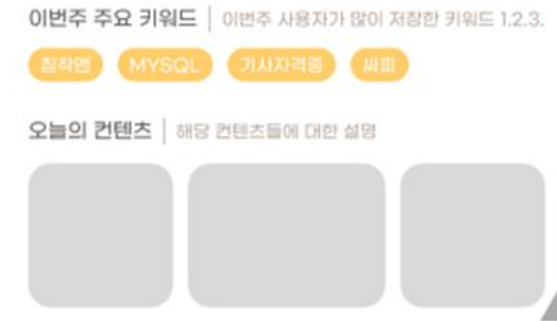 이번주 주요 키워드 | 이번주 사용자가 많이 저장한 키워드 1.2.3.
침착맨 MYSQL 기사자격증 싸피
오늘의 컨텐츠 | 해당 컨텐츠들에 대한 설명